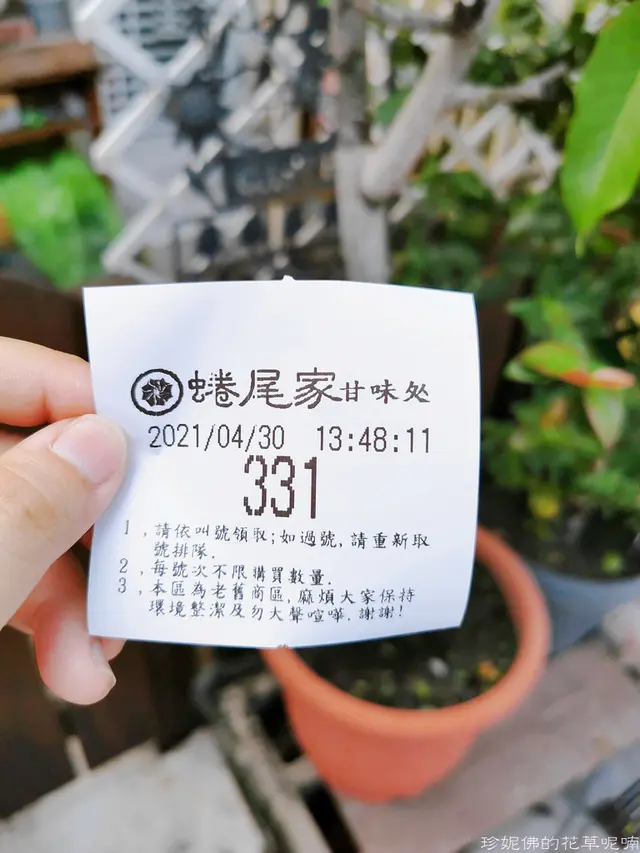 蜷尾家甘味处
2021/04/30 13:48:11
331
1,請依叫號領取;如過號,請重新取
號排隊.
2,每號次不限購買數量.
3,本區為老舊商區,麻煩大家保持
環境整潔及勿大聲喧嘩.謝謝!
珍妮佛的花草呢喃